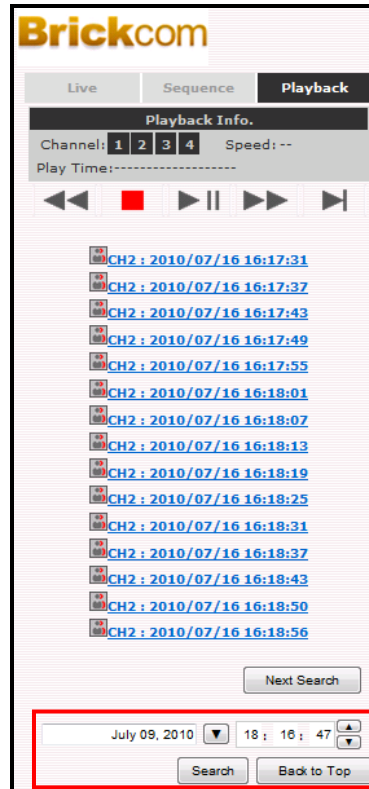 Brickcom
Live Sequence Playback
Playback Info.
Channel: 1 2 3 4 Speed: --
Play Time:------------------
CH2 : 2010/07/16 16:17:31
CH2 : 2010/07/16 16:17:37
CH2 : 2010/07/16 16:17:43
CH2 : 2010/07/16 16:17:49
CH2 : 2010/07/16 16:17:55
CH2 : 2010/07/16 16:18:01
CH2 : 2010/07/16 16:18:07
CH2 : 2010/07/16 16:18:13
CH2 : 2010/07/16 16:18:19
CH2 : 2010/07/16 16:18:25
CH2 : 2010/07/16 16:18:31
CH2 : 2010/07/16 16:18:37
CH2 : 2010/07/16 16:18:43
CH2 : 2010/07/16 16:18:50
CH2 : 2010/07/16 16:18:56
Next Search
July 09, 2010 18 : 16 : 47
Search Back to Top